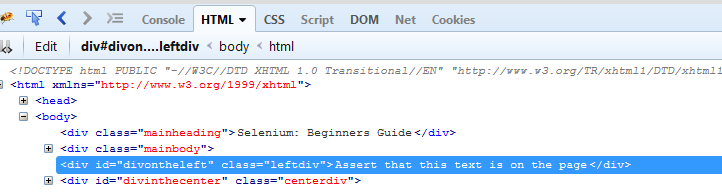 Console HTML CSS Script DOM Net Cookies
Edit div#divon....leftdiv < body < html
<!DOCTYPE html PUBLIC "-//W3C//DTD XHTML 1.0 Transitional//EN" "http://www.w3.org/TR/xhtml1/DTD/xhtml1
<html xmlns="http://www.w3.org/1999/xhtml">
<head>
<body>
<div class="mainheading">Selenium: Beginners Guide</div>
<div class="mainbody">
<div id="divontheleft" class="leftdiv">Assert that this text is on the page</div>
<div id="divinthecenter" class="centerdiv">